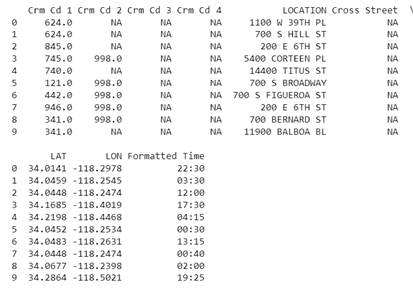 Crm Cd 1 Crm Cd 2 Crm Cd 3 Crm Cd 4 LOCATION Cross Street \
0 624.0 NA NA NA 1100 W 39TH PL NA
1 624.0 NA NA NA 700 S HILL ST NA
2 845.0 NA NA NA 200 E 6TH ST NA
3 745.0 998.0 NA NA 5400 CORTEEN PL NA
4 740.0 NA NA NA 14400 TITUS ST NA
5 121.0 998.0 NA NA 700 S BROADWAY NA
6 442.0 998.0 NA NA 700 S FIGUEROA ST NA
7 946.0 998.0 NA NA 200 E 6TH ST NA
8 341.0 998.0 NA NA 700 BERNARD ST NA
9 341.0 NA NA NA 11900 BALBOA BL NA
LAT LON Formatted Time
0 34.0141 -118.2978 22:30
1 34.0459 -118.2545 03:30
2 34.0448 -118.2474 12:00
3 34.1685 -118.4019 17:30
4 34.2198 -118.4468 04:15
5 34.0452 -118.2534 00:30
6 34.0483 -118.2631 13:15
7 34.0448 -118.2474 00:40
8 34.0677 -118.2398 02:00
9 34.2864 -118.5021 19:25